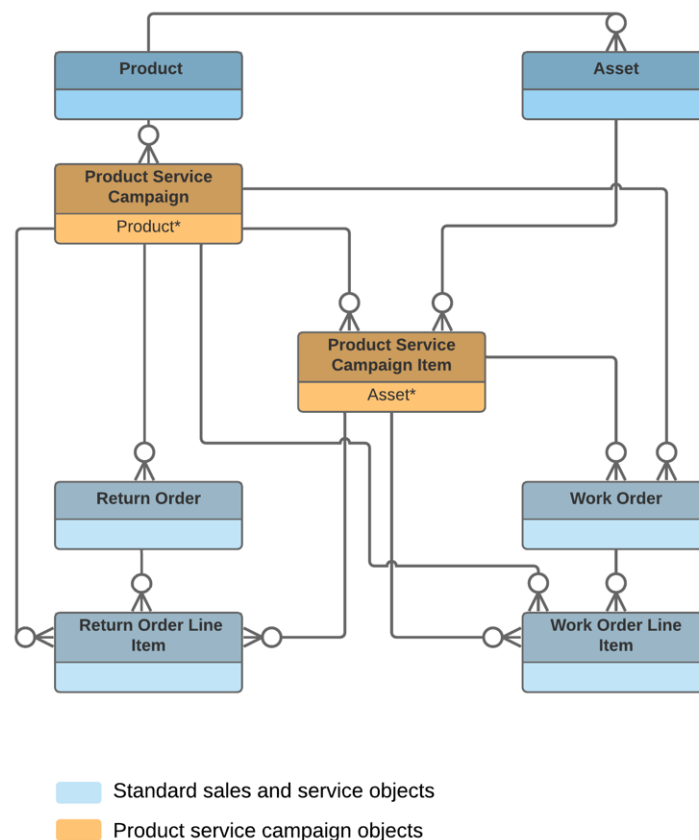 Product
Asset
Product Service
Campaign
Product*
Product Service
Campaign Item
Asset*
Return Order
Work Order
Return Order Line
Item
Work Order Line
Item
Standard sales and service objects
Product service campaign objects